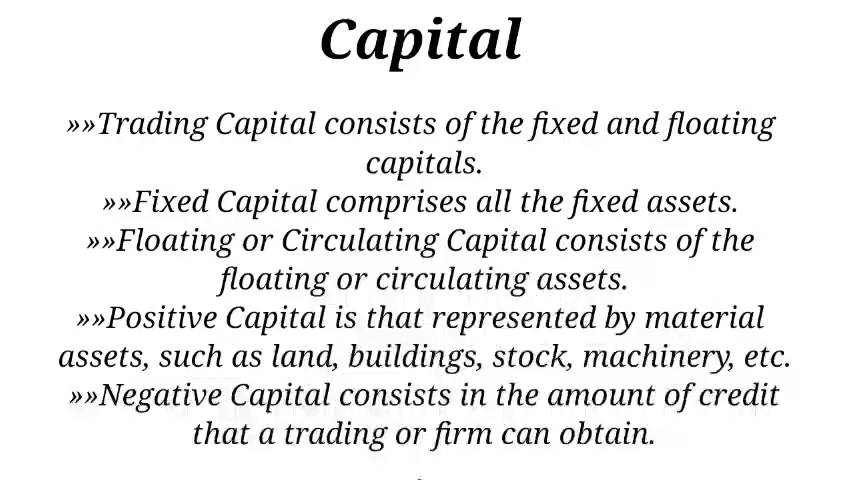 Capital
»»Trading Capital consists of the fixed and floating
capitals.
»»Fixed Capital comprises all the fixed assets.
»»Floating or Circulating Capital consists of the
floating or circulating assets.
»»Positive Capital is that represented by material
assets, such as land, buildings, stock, machinery, etc.
»»Negative Capital consists in the amount of credit
that a trading or firm can obtain.